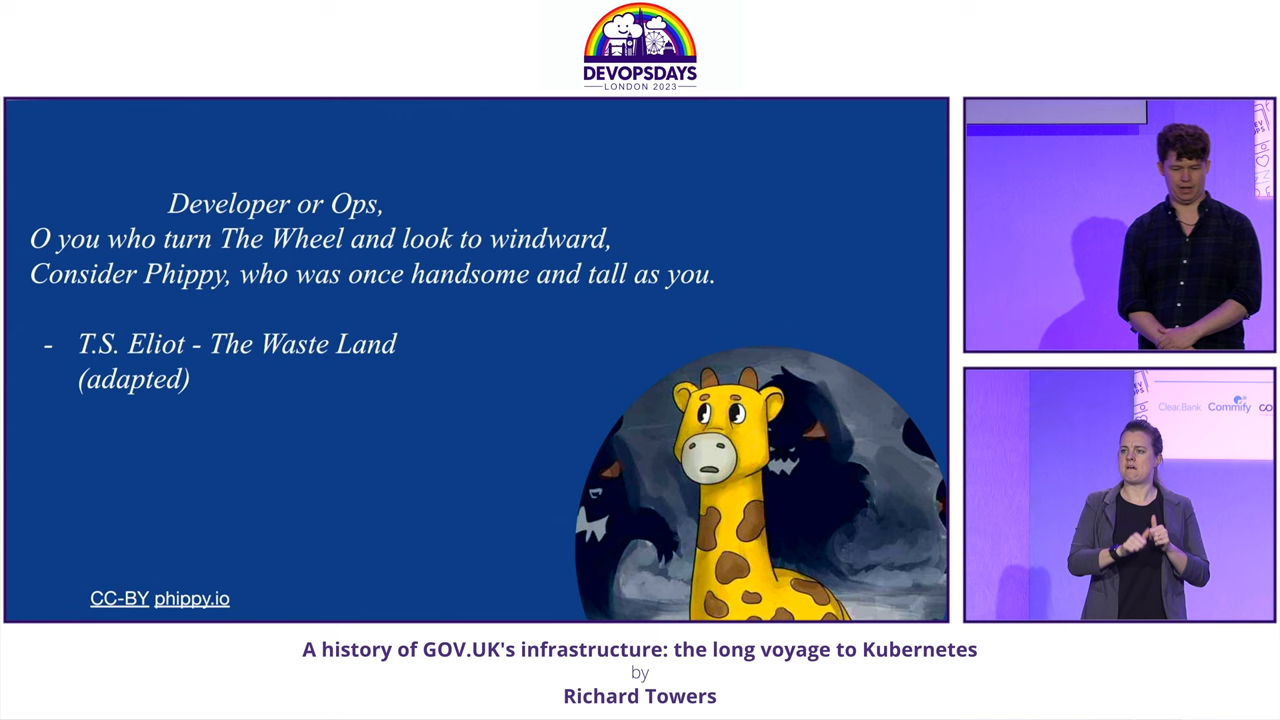 DEVOPSDAYS
LONDON 2023
Developer or Ops,
O you who turn The Wheel and look to windward,
Consider Phippy, who was once handsome and tall as you.
- T.S. Eliot - The Waste Land
(adapted)
CC-BY phippy.io
Clear.Bank Commify
A history of GOV.UK's infrastructure: the long voyage to Kubernetes
by
Richard Towers